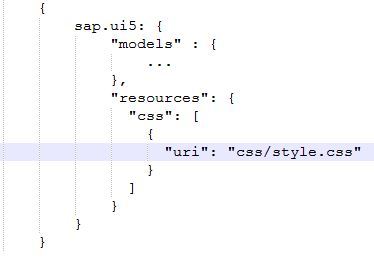 {
sap.ui5: {
"models" : {
...
},
"resources": {
"css": [
{
"uri": "css/style.css"
}
]
}
}
}